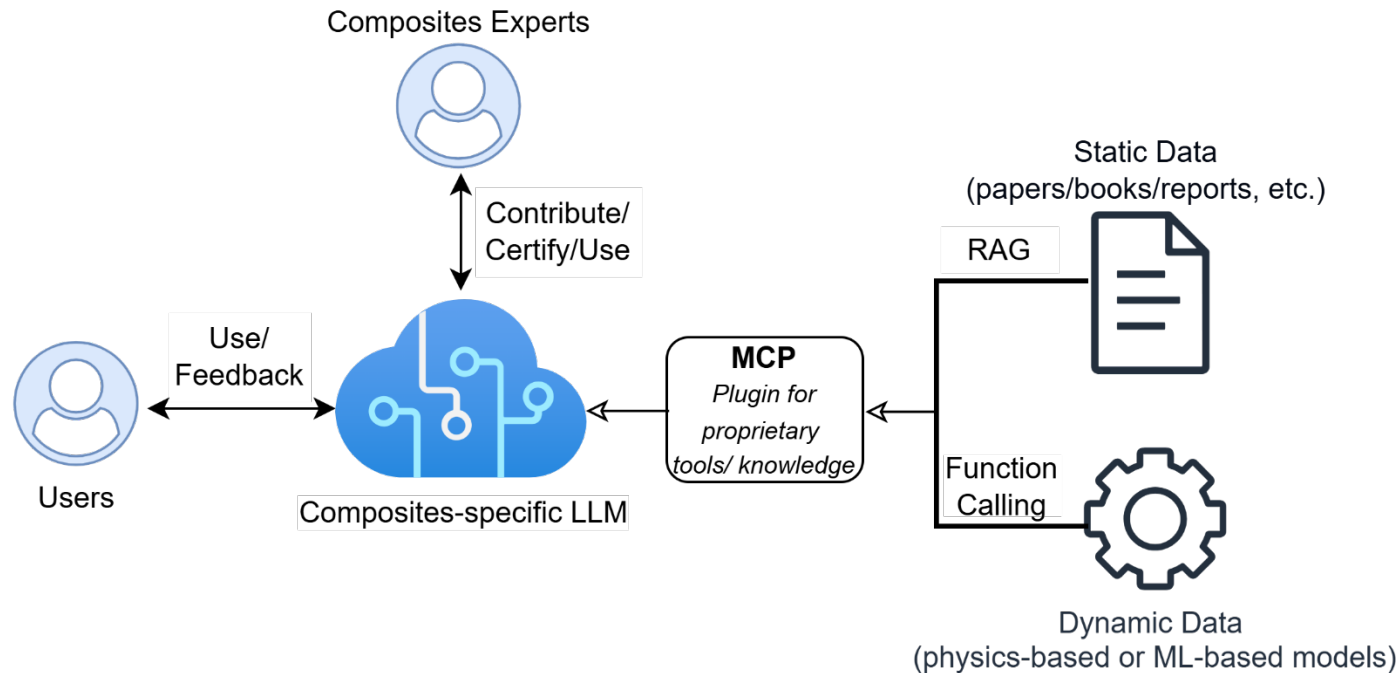 Composites Experts
Contribute/
Certify/Use
Static Data
(papers/books/reports, etc.)
RAG
Use/
Feedback
MCP
Plugin for
proprietary
tools/ knowledge
Function
Calling
Users
Composites-specific LLM
Dynamic Data
(physics-based or ML-based models)